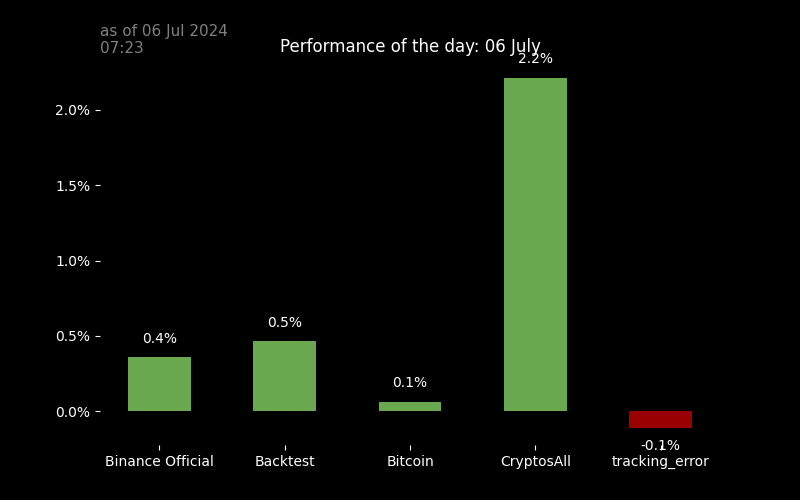 as of 06 Jul 2024
07:23
Performance of the day: 06 July
2.2%
2.0%
1.5%
1.0%
0.5%
0.5%
0.4%
0.1%
0.0%
-0.1%
Binance Official
Backtest
Bitcoin
CryptosAll
tracking_error